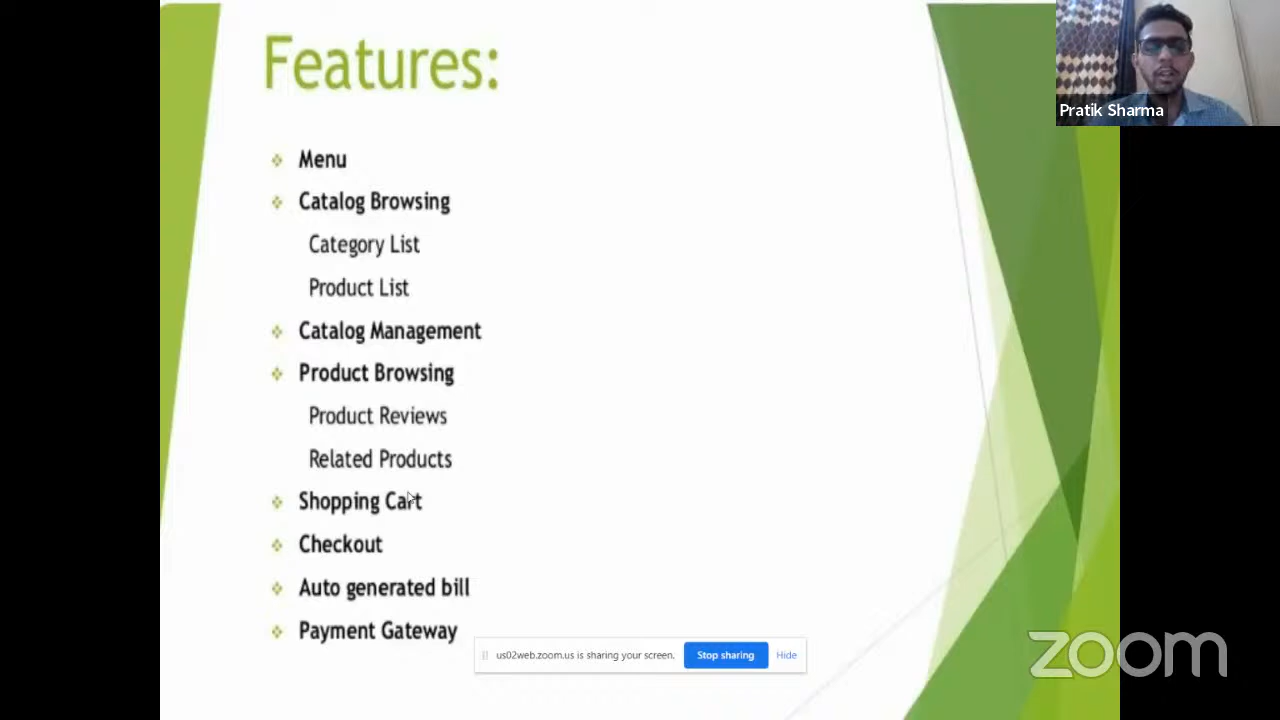 Features:
Pratik Sharma
Menu
Catalog Browsing
Category List
Product List
Catalog Management
Product Browsing
Product Reviews
Related Products
Shopping Cart
Checkout
Auto generated bill
Payment Gateway
us02web.zoom.us is sharing your screen. Stop sharing Hide
zoom